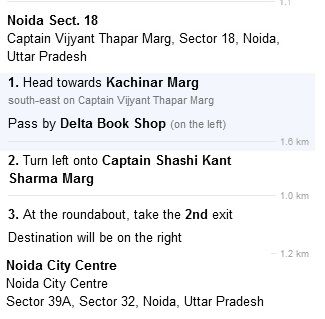 1.1
Noida Sect. 18
Captain Vijyant Thapar Marg, Sector 18, Noida,
Uttar Pradesh
1. Head towards Kachinar Marg
south-east on Captain Vijyant Thapar Marg
Pass by Delta Book Shop (on the left)
1.6 km
2. Turn left onto Captain Shashi Kant
Sharma Marg
1.0 km
3. At the roundabout, take the 2nd exit
Destination will be on the right
1.2 km
Noida City Centre
Noida City Centre
Sector 39A, Sector 32, Noida, Uttar Pradesh